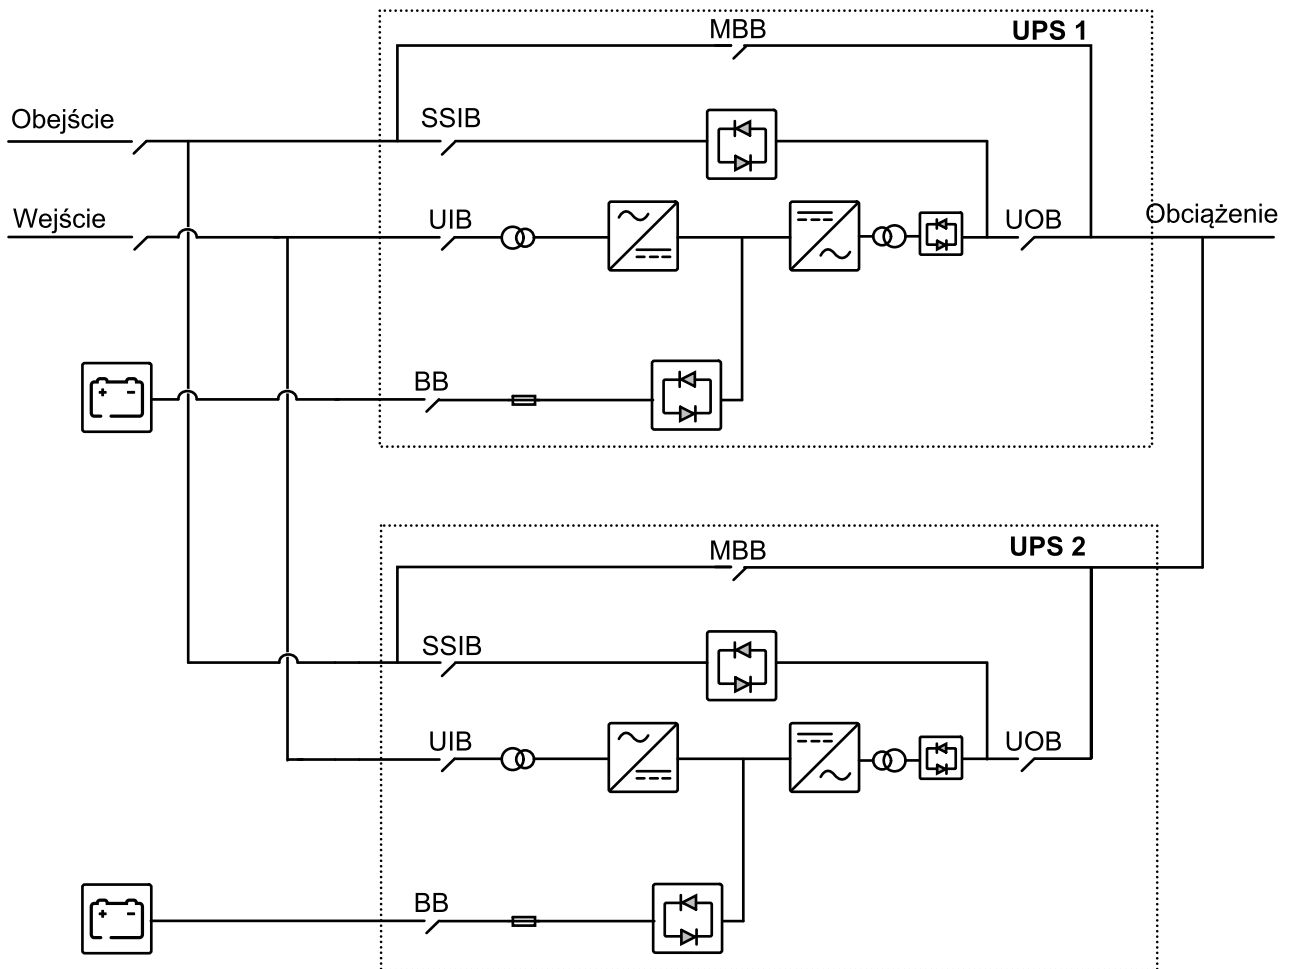 MBB
UPS 1
Obejście
SSIB
Wejście
UIB
UOB
Obciążenie
BB
MBB
UPS 2
SSIB
UIB
UOB
BB